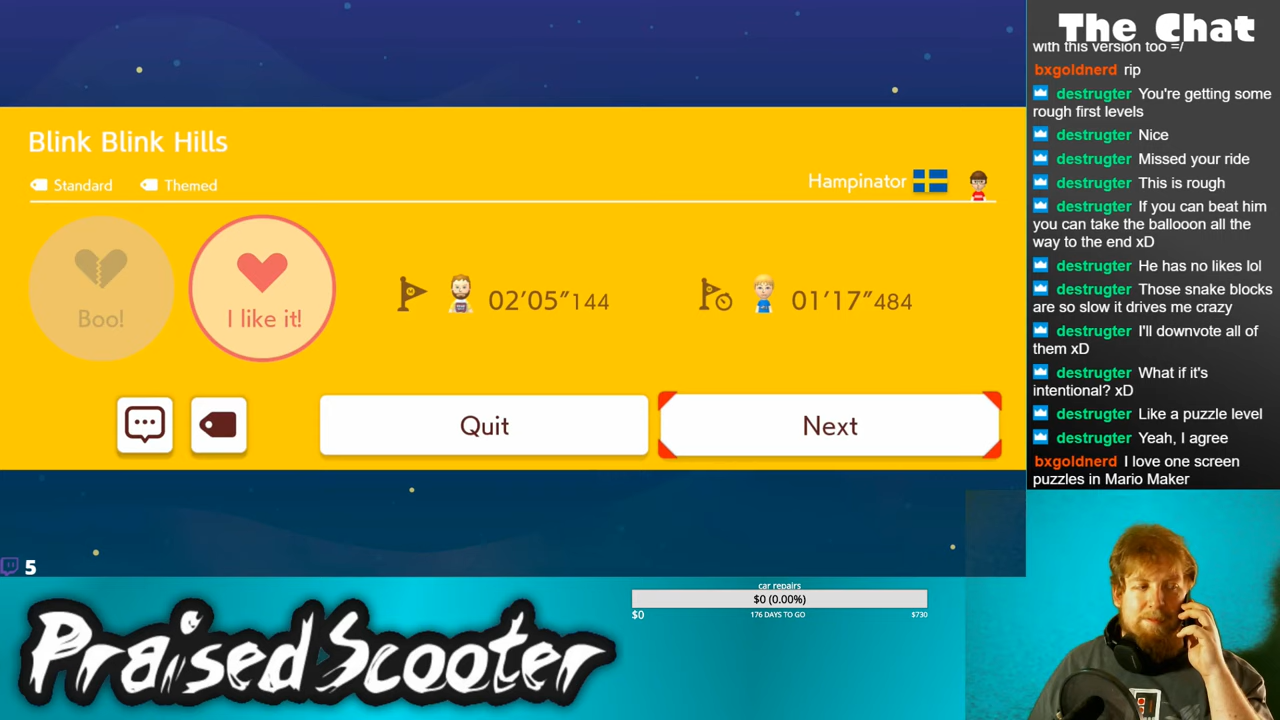 Blink Blink Hills
Standard Themed
Hampinator
Boo!
I like it!
02'05"144
01'17"484
Quit
Next
5
PraisedScooter
car repairs
$0 (0.00%)
$0 176 DAYS TO GO $730
The Chat
with this version too =/
bxgoldnerd rip
destrugter You're getting some
rough first levels
destrugter Nice
destrugter Missed your ride
destrugter This is rough
destrugter If you can beat him
you can take the ballooon all the
way to the end xD
destrugter He has no likes lol
destrugter Those snake blocks
are so slow it drives me crazy
destrugter I'll downvote all of
them xD
destrugter What if it's
intentional? xD
destrugter Like a puzzle level
destrugter Yeah, I agree
bxgoldnerd I love one screen
puzzles in Mario Maker